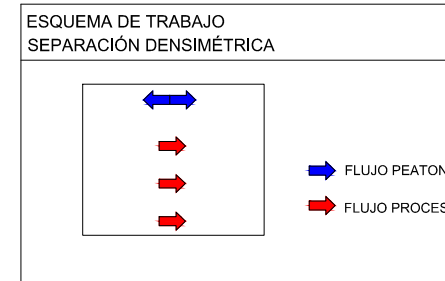 ESQUEMA DE TRABAJO
SEPARACIÓN DENSIMÉTRICA
FLUJO PEATON
FLUJO PROCES